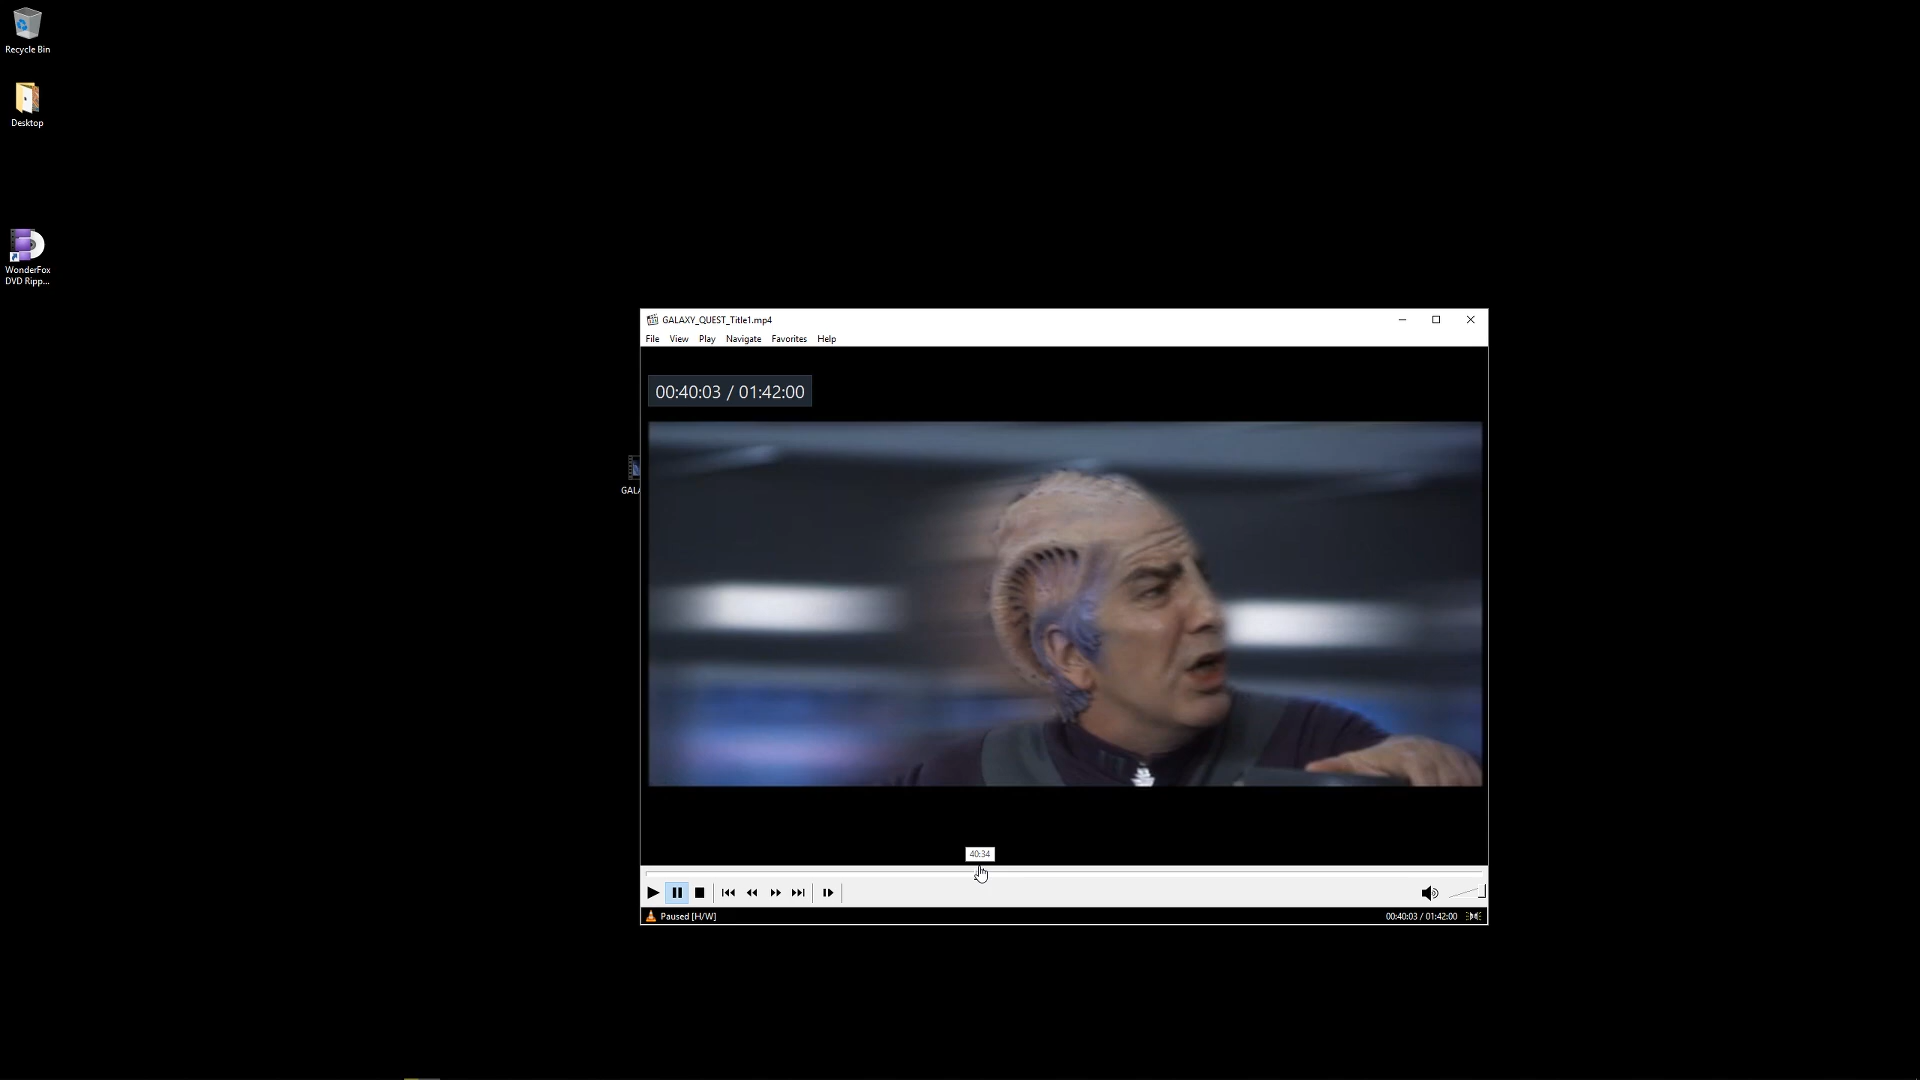 Recycle Bin
Desktop
WonderFox
DVD Ripp...
GALA
GALAXY_QUEST_Title1.mp4
File View Play Navigate Favorites Help
00:40:03 / 01:42:00
40:34
Paused [H/W]
00:40:03 / 01:42:00